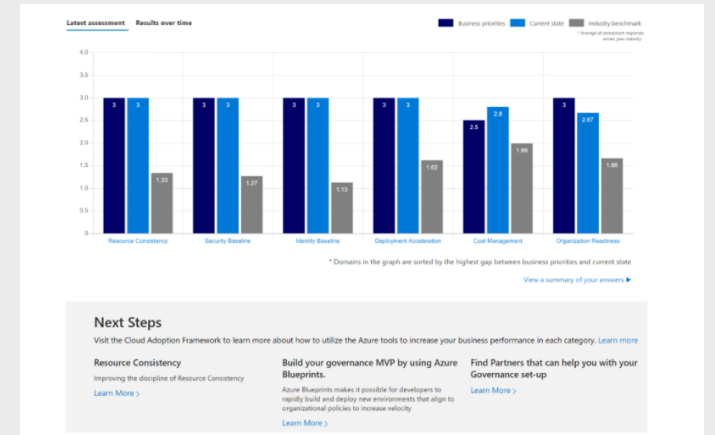 Latest assessment Results over time
Business priorities Current state Industry benchmark
* Average of assessment responses
across your industry
4.0
3.5
3.0
2.5
2.0
1.5
1.0
0.5
0
3 3 1.33
3 3 1.27
3 3 1.13
3 3 1.62
2.5 2.8 1.99
3 2.67
Resource Consistency Security Baseline Identity Baseline Deployment Acceleration Cost Management Organization Readiness
* Domains in the graph are sorted by the highest gap between business priorities and current state
View a summary of your answers
Next Steps
Visit the Cloud Adoption Framework to learn more about how to utilize the Azure tools to increase your business performance in each category. Learn more
Resource Consistency
Improving the discipline of Resource Consistency
Learn More >
Build your governance MVP by using Azure
Blueprints.
Azure Blueprints makes it possible for developers to
rapidly build and deploy new environments that align to
organizational policies to increase velocity
Learn More >
Find Partners that can help you with your
Governance set-up
Learn More >